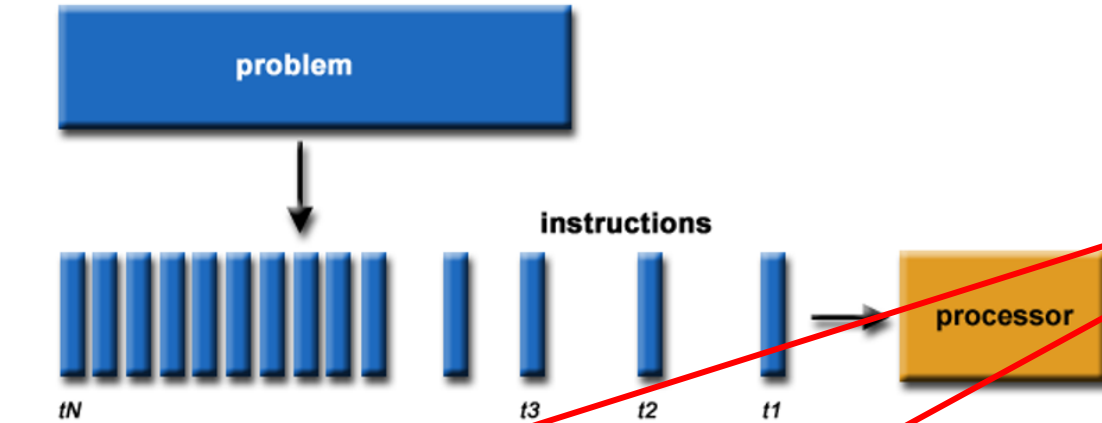 problem
instructions
processor
tN
t3
t2
t1